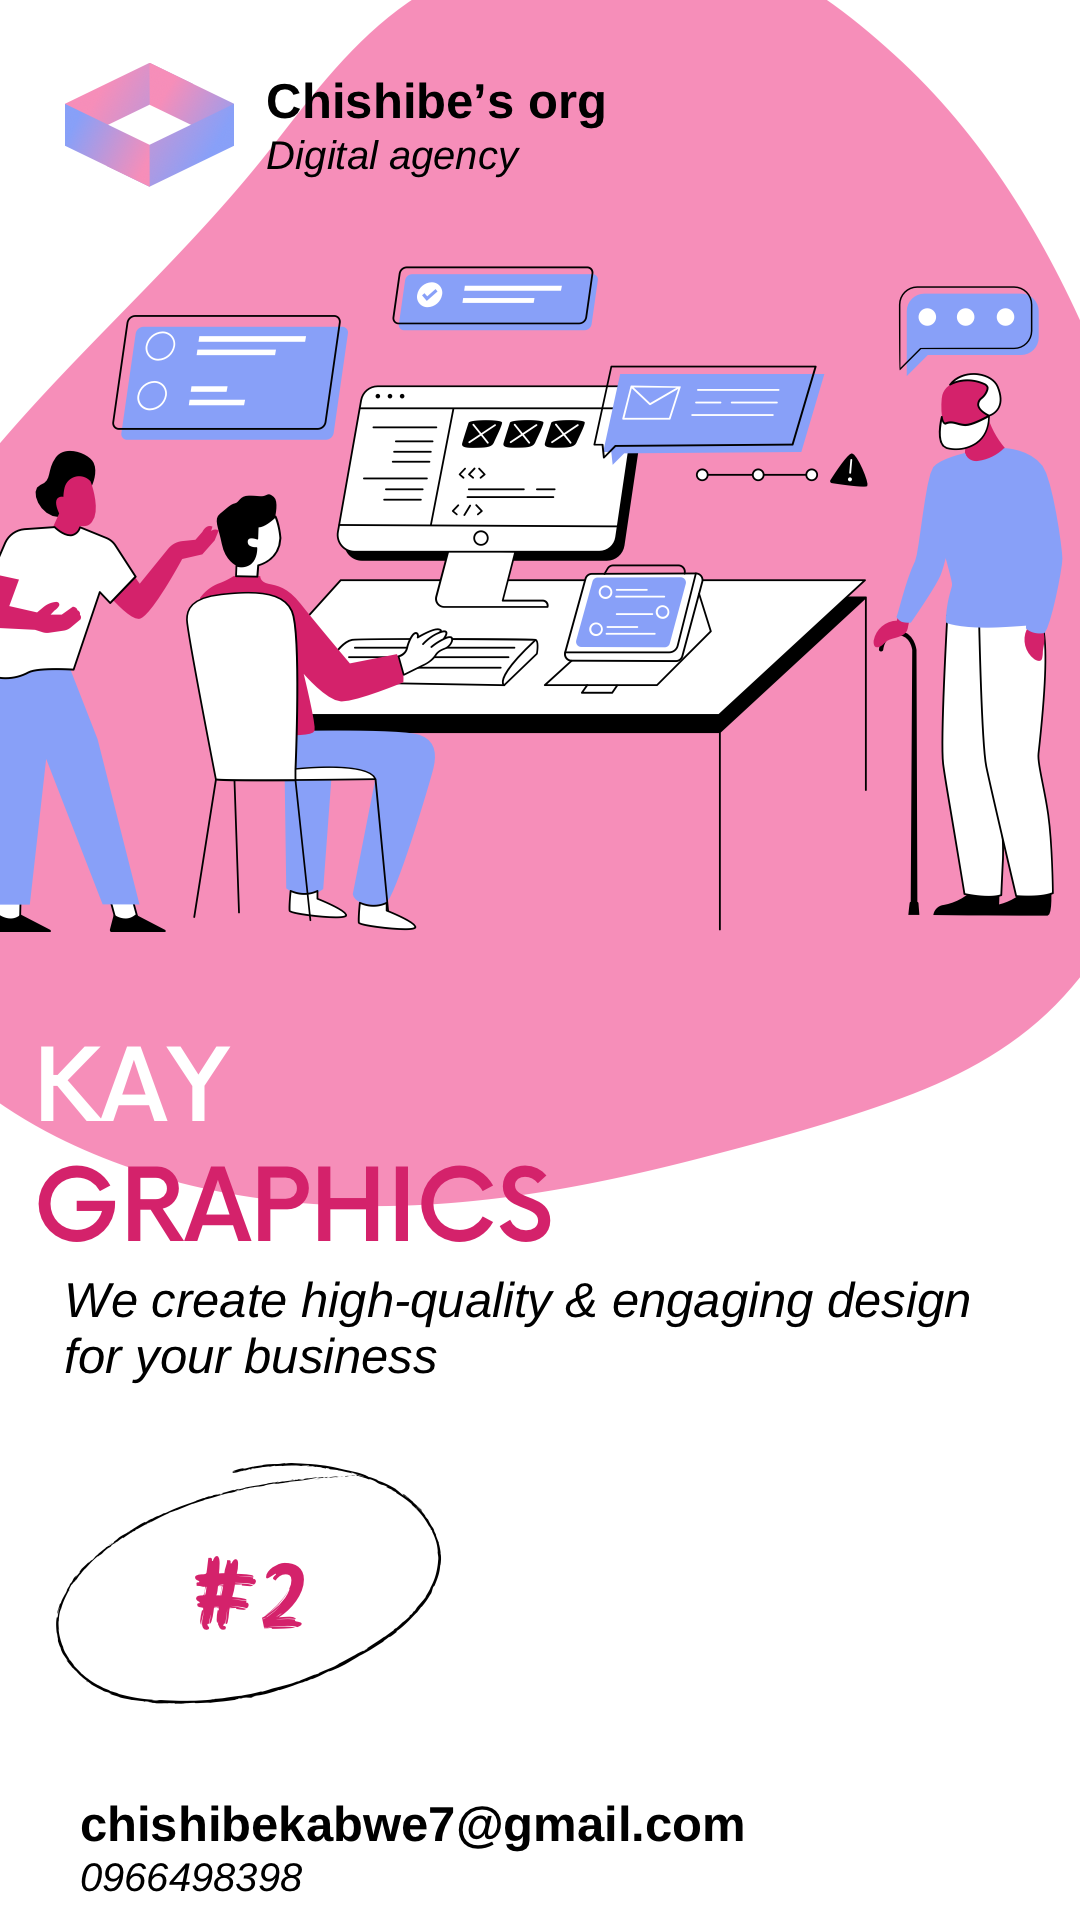 Chishibe’s org
Digital agency
KAY
GRAPHICS
We create high-quality & engaging design
for your business
#2
chishibekabwe7@gmail.com
0966498398